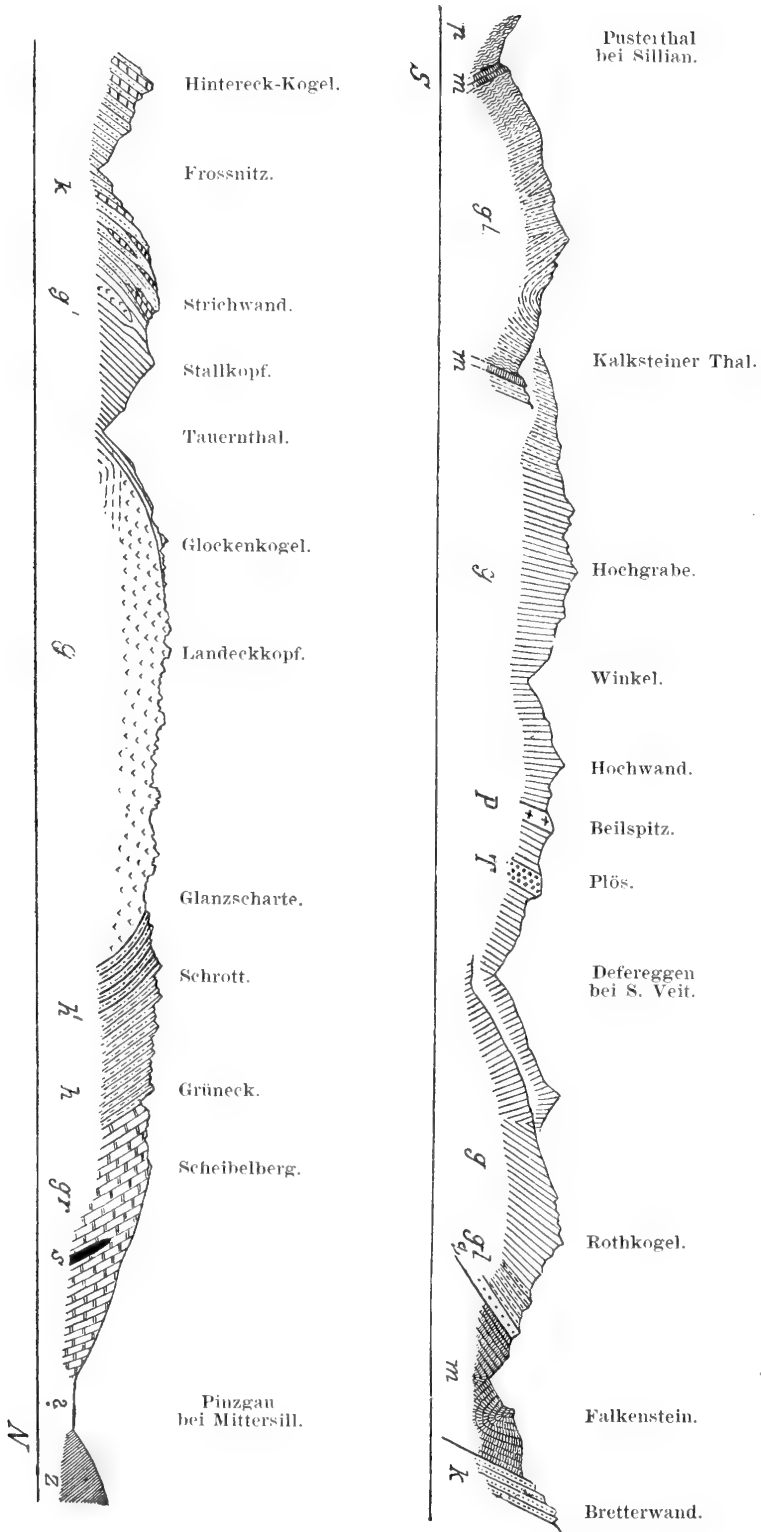 Hintereck-Kogel.
Frossnitz.
k
Strichwand.
g'
Stallkopf.
Tauernthal.
Glockenkogel.
Landeckkopf.
g
Glanzscharte.
Schrott.
h'
Grüneck.
h
Scheibelberg.
gr
s
Pinzgau
bei Mittersill.
?
N
Z
Pusterthal
bei Sillian.
n
S
m
gl
Kalksteiner Thal.
m
Hochgrabe.
g
Winkel.
Hochwand.
p
Beilspitz.
T
Plös.
Defereggen
bei S. Veit.
g
Rothkogel.
gl
q
m
Falkenstein.
k
Bretterwand.